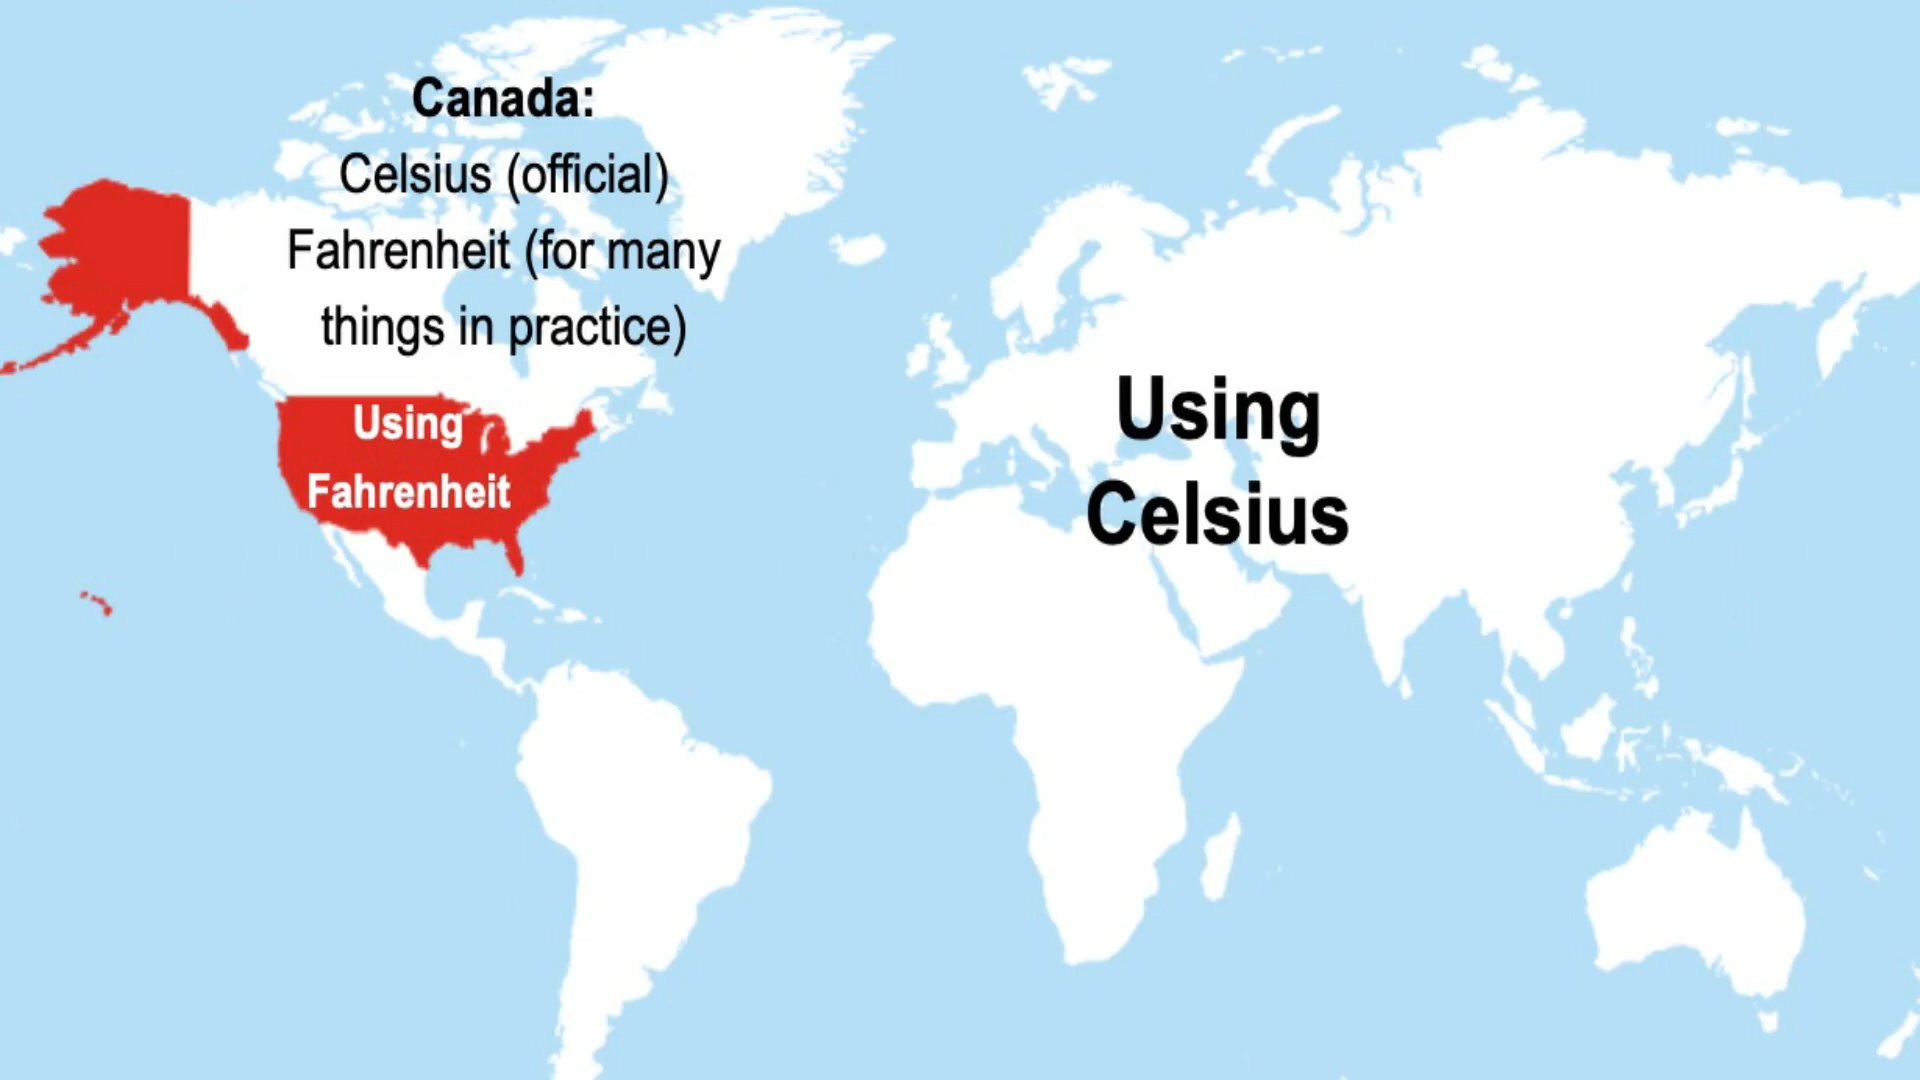 Canada:
Celsius (official)
Fahrenheit (for many
things in practice)
Using
Fahrenheit
Using
Celsius